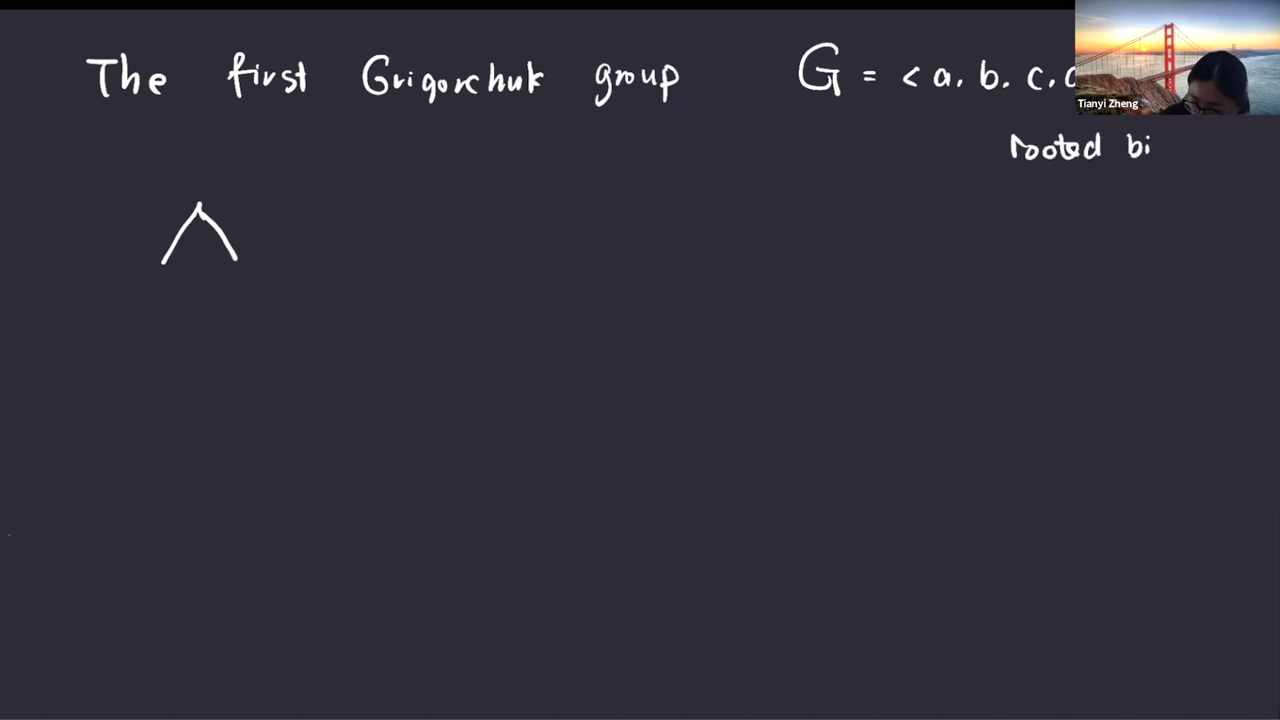 The first Grigorchuk group G = < a. b. c.
Tianyi Zheng
rooted bi